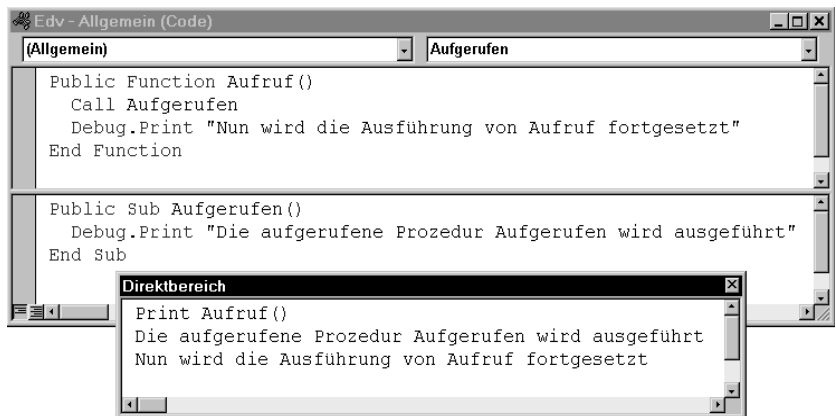 Edv - Allgemein (Code)
(Allgemein) Aufgerufen
Public Function Aufruf()
Call Aufgerufen
Debug.Print "Nun wird die Ausführung von Aufruf fortgesetzt"
End Function
Public Sub Aufgerufen()
Debug.Print "Die aufgerufene Prozedur Aufgerufen wird ausgeführt"
End Sub
Direktbereich
Print Aufruf()
Die aufgerufene Prozedur Aufgerufen wird ausgeführt
Nun wird die Ausführung von Aufruf fortgesetzt